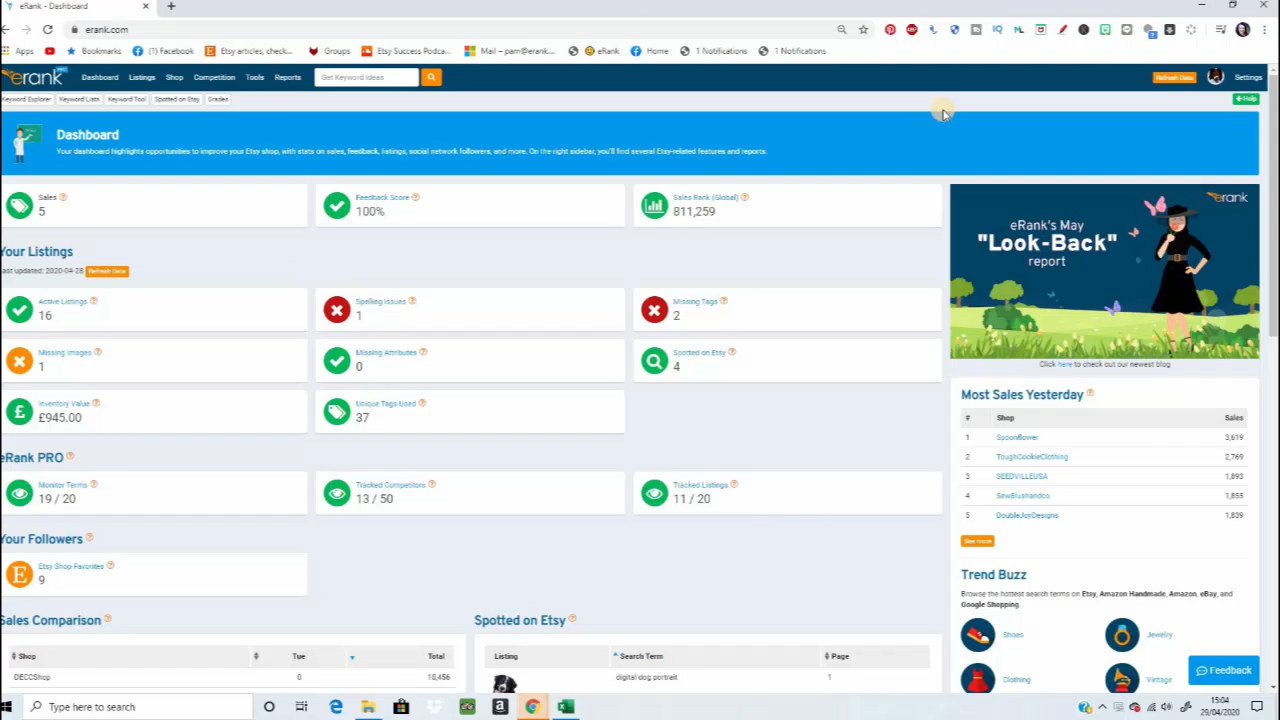 eRank - Dashboard
erank.com
Apps
Bookmarks
(1) Facebook
Etsy articles, dock...
Groups
Etsy Success Podc...
Mail – pam@erank...
eRank
Home
1 Notifications
1 Notifications
erank
Dashboard
Listings
Shop
Competition
Tools
Reports
Get Keyword Ideas
Refresh Data
Settings
Keyword Explorer
Keyword Lists
Keyword Tool
Spotted on Etsy
Grades
Help
Dashboard
Your dashboard highlights opportunities to improve your Etsy shop, with stats on sales, feedback, listings, social network followers, and more. On the right sidebar, you'll find several Etsy-related features and reports.
Sales
5
Feedback Score
100%
Sales Rank (Global)
811,259
Your Listings
Last updated: 2020-04-28 Refresh Data
Active Listings
16
Spelling Issues
1
Missing Tags
2
Missing Images
1
Missing Attributes
0
Spotted on Etsy
4
Inventory Value
£945.00
Unique Tags Used
37
eRank PRO
Monitor Terms
19 / 20
Tracked Competitors
13 / 50
Tracked Listings
11 / 20
Your Followers
Etsy Shop Favorites
9
Sales Comparison
Shop Toe Total
DECCShop 0 10,456
Spotted on Etsy
Listing Search Term Page
digital dog portrait 1
erank
eRank's May
"Look-Back"
report
Click here to check out our newest blog
Most Sales Yesterday
# Shop Sales
1 Spoonflower 3,619
2 ToughCookieClothing 2,769
3 SEEDVILLEUSA 1,893
4 SewBlushandco 1,855
5 DoubleJoyDesigns 1,839
See more
Trend Buzz
Browse the hottest search terms on Etsy, Amazon Handmade, Amazon, eBay, and
Google Shopping
Shoes
Jewelry
Clothing
Vintage
Feedback
Type here to search
15:04
29/04/2020